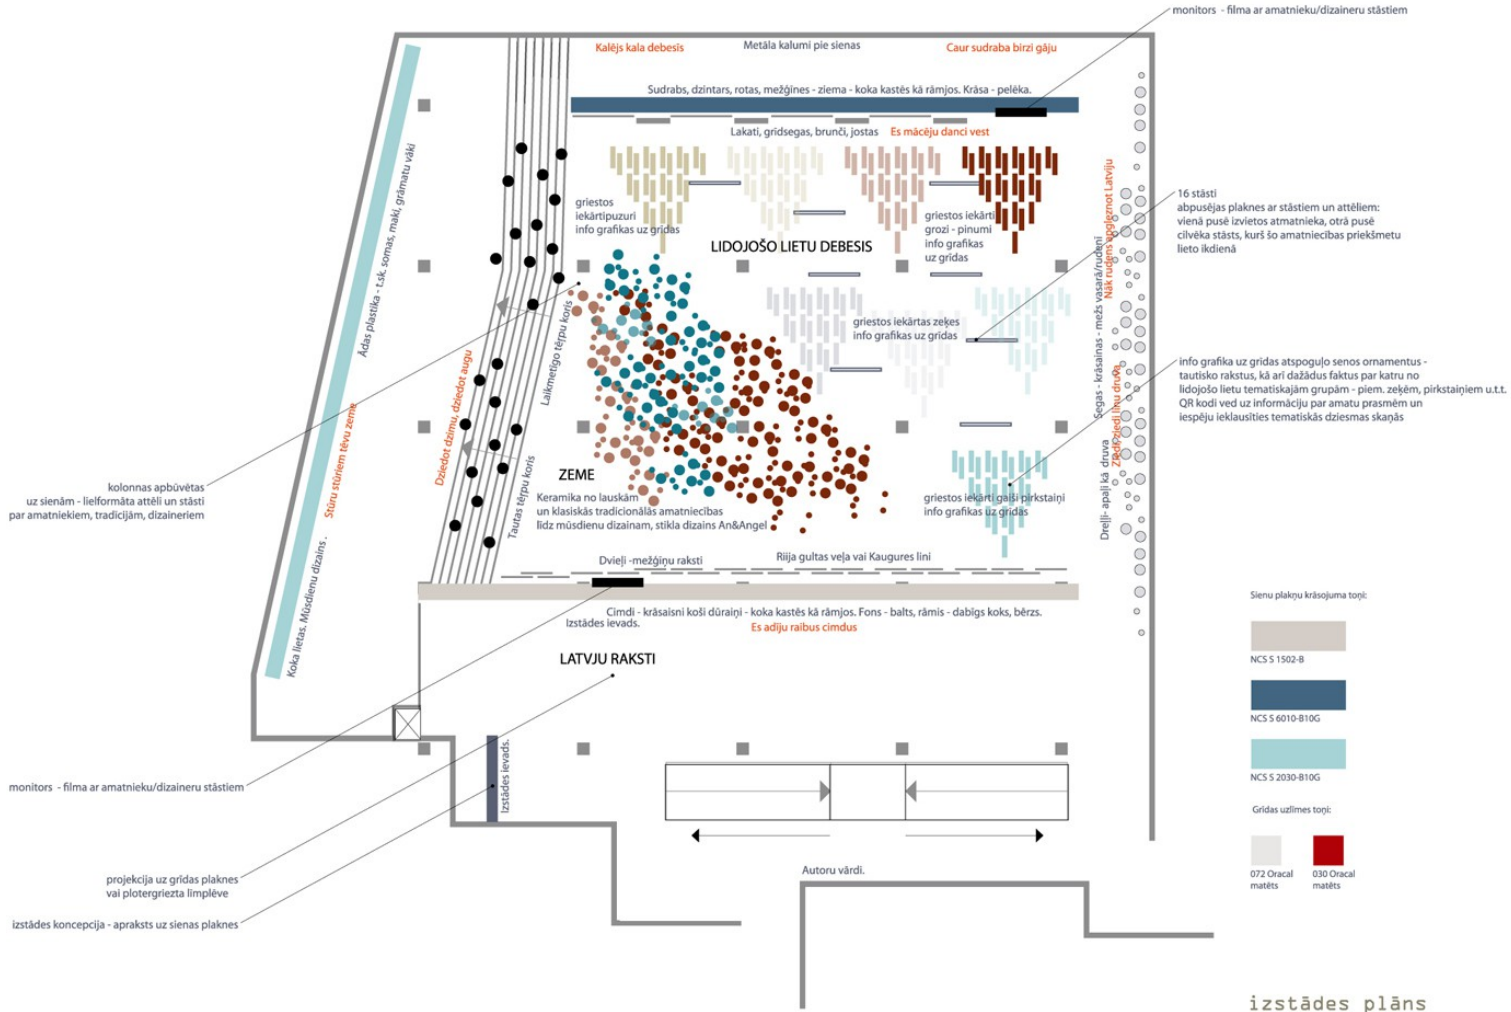 monitors - filma ar amatnieku/dizaineru stāstiem
Kalējs kala debesīs
Metāla kalumi pie sienas
Caur sudraba birzi gāju
Sudrabs, dzintars, rotas, mežģīnes - ziema - koka kastēs kā rāmjos. Krāsa - pelēka.
Lakati, grīdsegas, brunči, jostas
Es mācēju danci vest
griestos
iekārtipuzuri
info grafikas uz grīdas
griestos iekārti
grozi - pinumi
info grafikas
uz grīdas
LIDOJOŠO LIETU DEBESIS
16 stāsti
abpusējas plaknes ar stāstiem un attēliem:
vienā pusē izvietos atmatnieka, otrā pusē
cilvēka stāsts, kurš šo amatniecības priekšmetu
lieto ikdienā
Ādas plastika - t.sk. somas, maki, grāmatu vāki
Stūru stūriem tēvu zeme
Koka lietas. Mūsdienu dizains .
Dziedot dzimu, dziedot augu
Laikmetīgo tērpu koris
Tautas tērpu koris
griestos iekārtas zeķes
info grafikas uz grīdas
Nāk rudens apgleznot Latviju
Segas - krāsainas - mežs vasarā/rudenī
Ziedi, ziedi linu druva
Dreļļi- apaļi kā druva
info grafika uz grīdas atspoguļo senos ornamentus -
tautisko rakstus, kā arī dažādus faktus par katru no
lidojošo lietu tematiskajām grupām - piem. zeķēm, pirkstaiņiem u.t.t.
QR kodi ved uz informāciju par amatu prasmēm un
iespēju ieklausīties tematiskās dziesmas skaņās
kolonnas apbūvētas
uz sienām - lielformāta attēli un stāsti
par amatniekiem, tradīcijām, dizaineriem
ZEME
Keramika no lauskām
un klasiskās tradicionālās amatniecības
līdz mūsdienu dizainam, stikla dizains An&Angel
griestos iekārti gaiši pirkstaiņi
info grafikas uz grīdas
Dvieļi -mežģiņu raksti
Riija gultas veļa vai Kaugures lini
Cimdi - krāsaisni koši dūraiņi - koka kastēs kā rāmjos. Fons - balts, rāmis - dabīgs koks, bērzs.
Izstādes ievads.
Es adīju raibus cimdus
LATVJU RAKSTI
Izstādes ievads.
monitors - filma ar amatnieku/dizaineru stāstiem
projekcija uz grīdas plaknes
vai plotergriezta līmplēve
izstādes koncepcija - apraksts uz sienas plaknes
Autoru vārdi.
Sienu plakņu krāsojuma toņi:
NCS S 1502-B
NCS S 6010-B10G
NCS S 2030-B10G
Grīdas uzlīmes toņi:
072 Oracal
matēts
030 Oracal
matēts
izstādes plāns